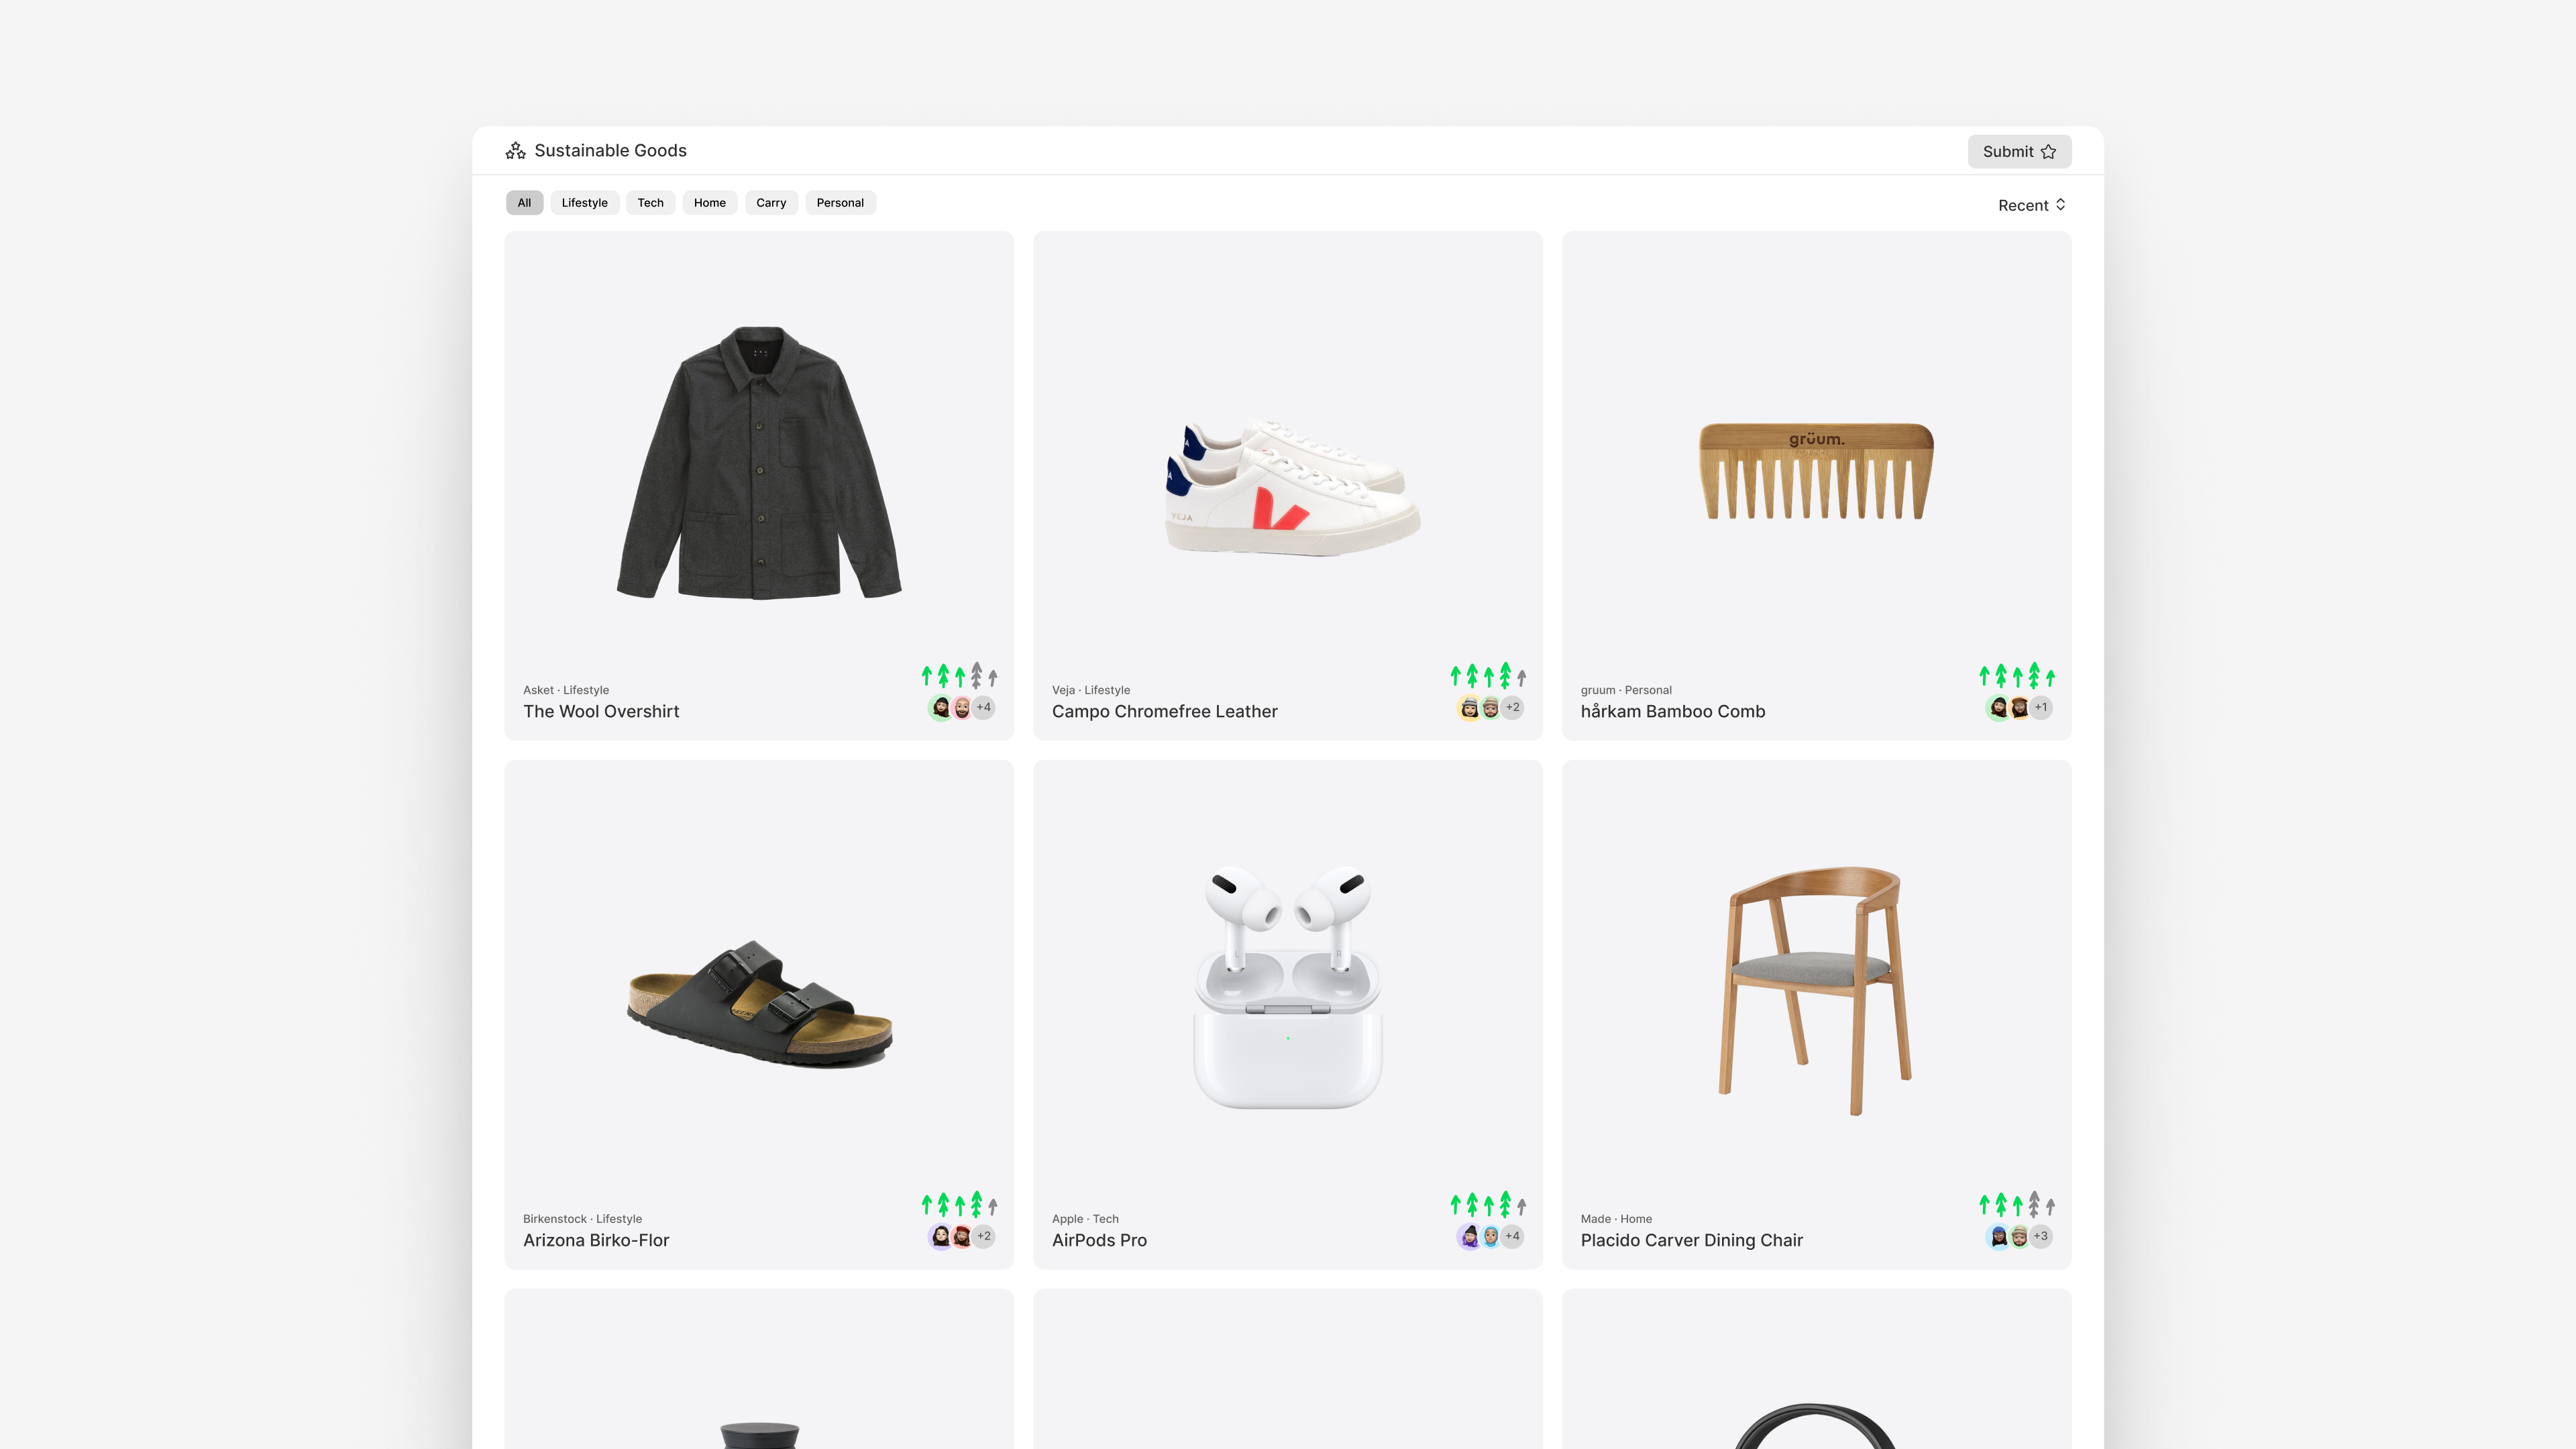 Sustainable Goods
Submit
All
Lifestyle
Tech
Home
Carry
Personal
Recent
VEJA
grüum.
Asket · Lifestyle
The Wool Overshirt
+4
Veja · Lifestyle
Campo Chromefree Leather
+2
gruum · Personal
hårkam Bamboo Comb
+1
L
R
Birkenstock · Lifestyle
Arizona Birko-Flor
+2
Apple · Tech
AirPods Pro
+4
Made · Home
Placido Carver Dining Chair
+3